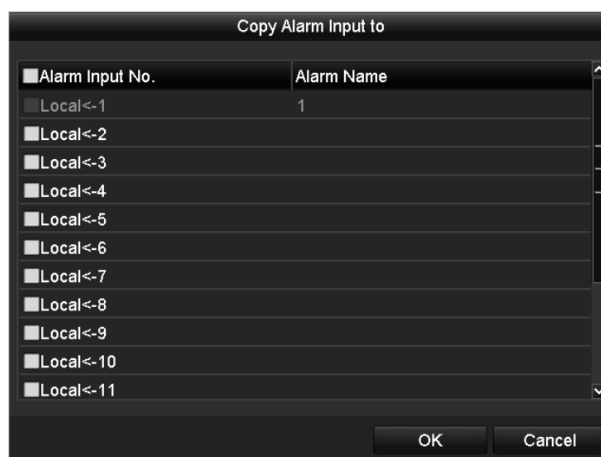 Copy Alarm Input to
Alarm Input No. Alarm Name
Local<-1 1
Local<-2
Local<-3
Local<-4
Local<-5
Local<-6
Local<-7
Local<-8
Local<-9
Local<-10
Local<-11
OK Cancel